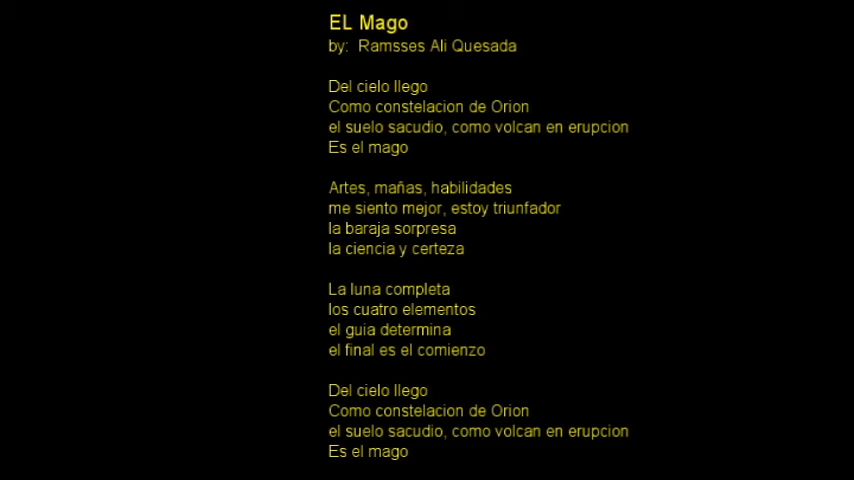 EL Mago
by: Ramsses Ali Quesada
Del cielo llego
Como constelacion de Orion
el suelo sacudio, como volcan en erupcion
Es el mago
Artes, mañas, habilidades
me siento mejor, estoy triunfador
la baraja sorpresa
la ciencia y certeza
La luna completa
los cuatro elementos
el guia determina
el final es el comienzo
Del cielo llego
Como constelacion de Orion
el suelo sacudio, como volcan en erupcion
Es el mago